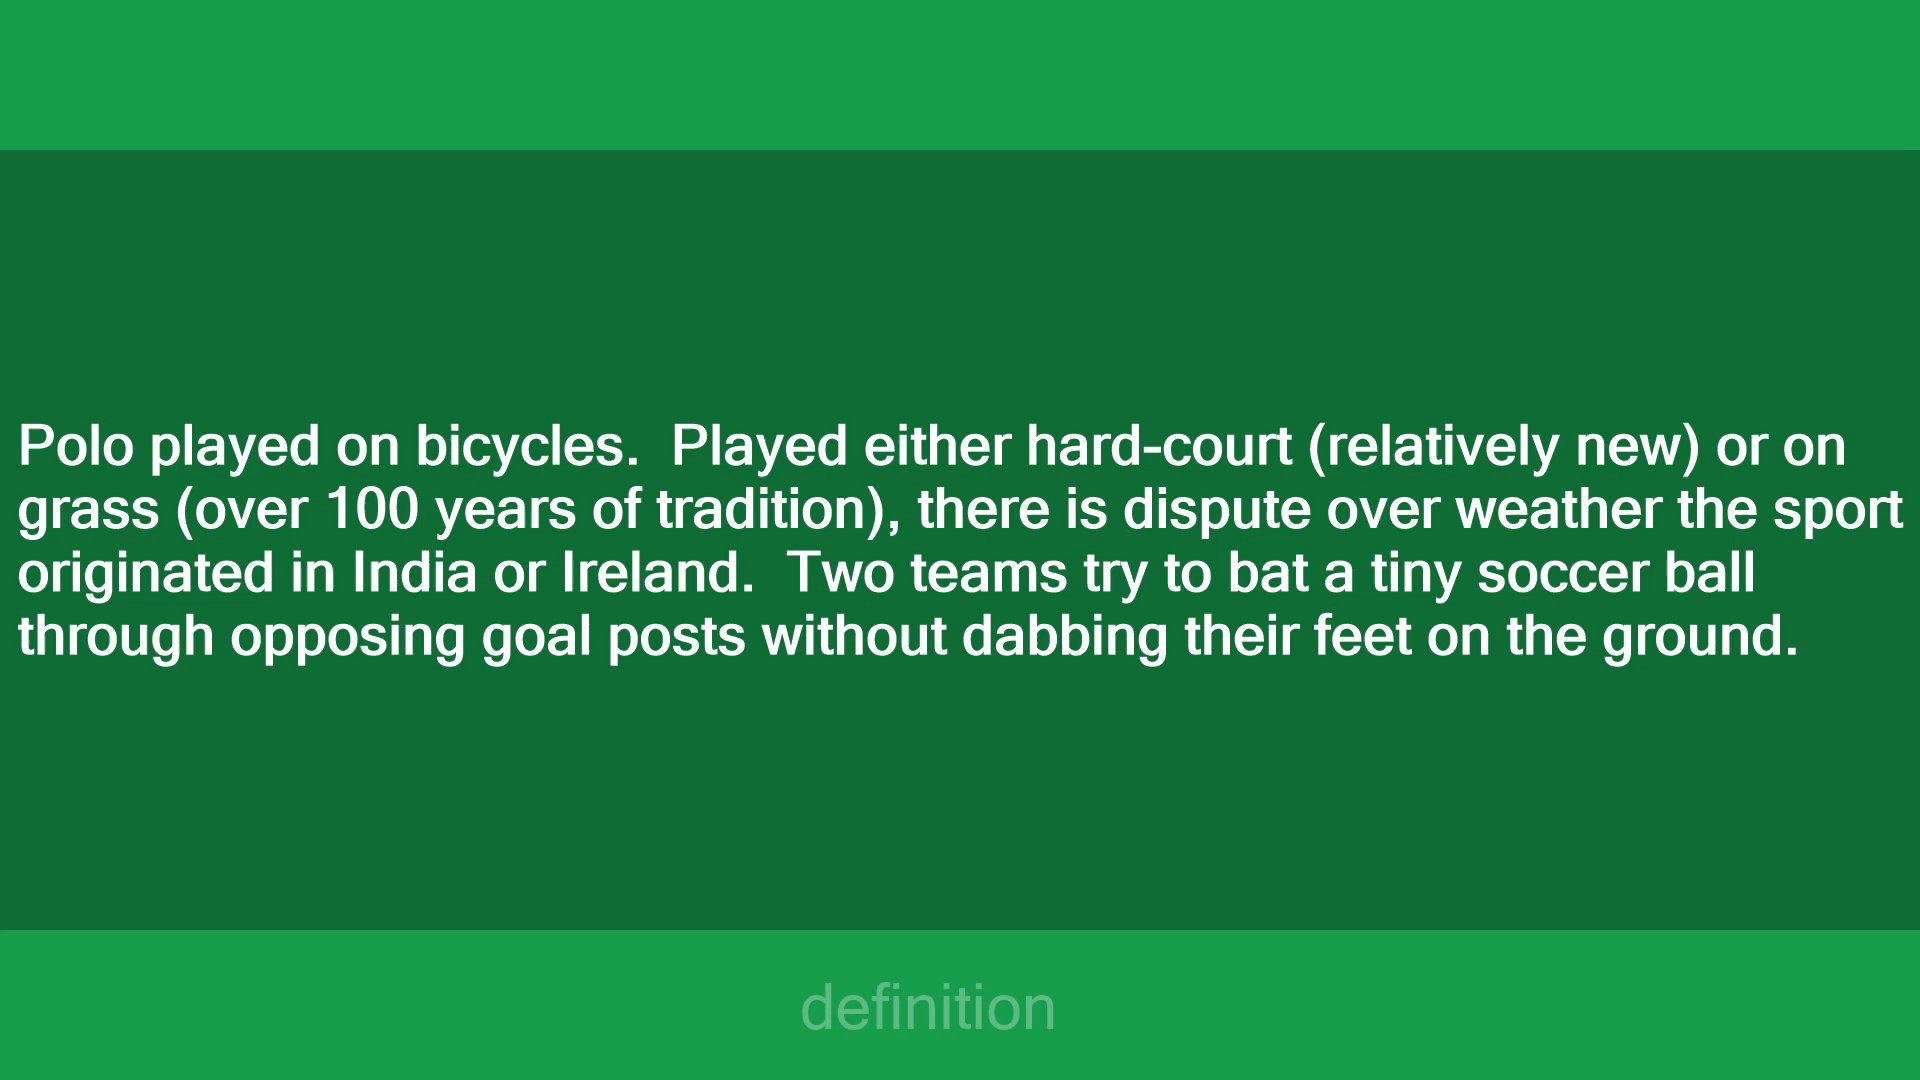 Polo played on bicycles.  Played either hard-court (relatively new) or on
grass (over 100 years of tradition), there is dispute over weather the sport
originated in India or Ireland.  Two teams try to bat a tiny soccer ball
through opposing goal posts without dabbing their feet on the ground.
definition